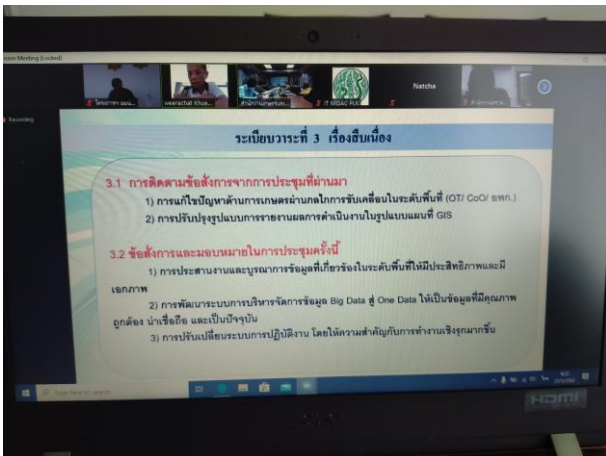 Zoom Meeting (Locked)
weerachat Khue...
IT MOAC-PLK
Natcha
Recording
ระเบียบวาระที่ 3 เรื่องสืบเนื่อง
3.1 การติดตามข้อสั่งการจากการประชุมที่ผ่านมา
1) การแก้ไขปัญหาด้านการเกษตรผ่านกลไกการขับเคลื่อนในระดับพื้นที่ (OT/ CoO/ อพก.)
2) การปรับปรุงรูปแบบการรายงานผลการดำเนินงานในรูปแบบแผนที่ GIS
3.2 ข้อสั่งการและมอบหมายในการประชุมครั้งนี้
1) การประสานงานและบูรณาการข้อมูลที่เกี่ยวข้องในระดับพื้นที่ให้มีประสิทธิภาพและมี
เอกภาพ
2) การพัฒนาระบบการบริหารจัดการข้อมูล Big Data สู่ One Data ให้เป็นข้อมูลที่มีคุณภาพ
ถูกต้อง น่าเชื่อถือ และเป็นปัจจุบัน
3) การปรับเปลี่ยนระบบการปฏิบัติงาน โดยให้ความสำคัญกับการทำงานเชิงรุกมากขึ้น
Type here to search
HDMI